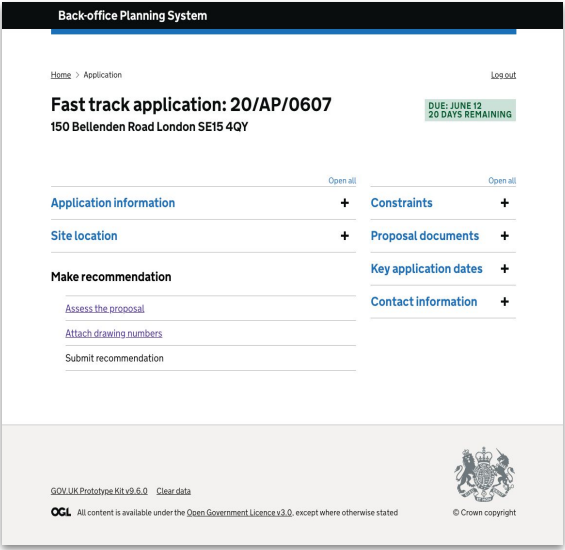 Back-office Planning System
Home > Application
Log out
Fast track application: 20/AP/0607
150 Bellenden Road London SE15 4QY
DUE: JUNE 12
20 DAYS REMAINING
Open all
Application information +
Site location +
Make recommendation
Assess the proposal
Attach drawing numbers
Submit recommendation
Open all
Constraints +
Proposal documents +
Key application dates +
Contact information +
GOV.UK Prototype Kit v9.6.0 Clear data
OGL All content is available under the Open Government Licence v3.0, except where otherwise stated
© Crown copyright